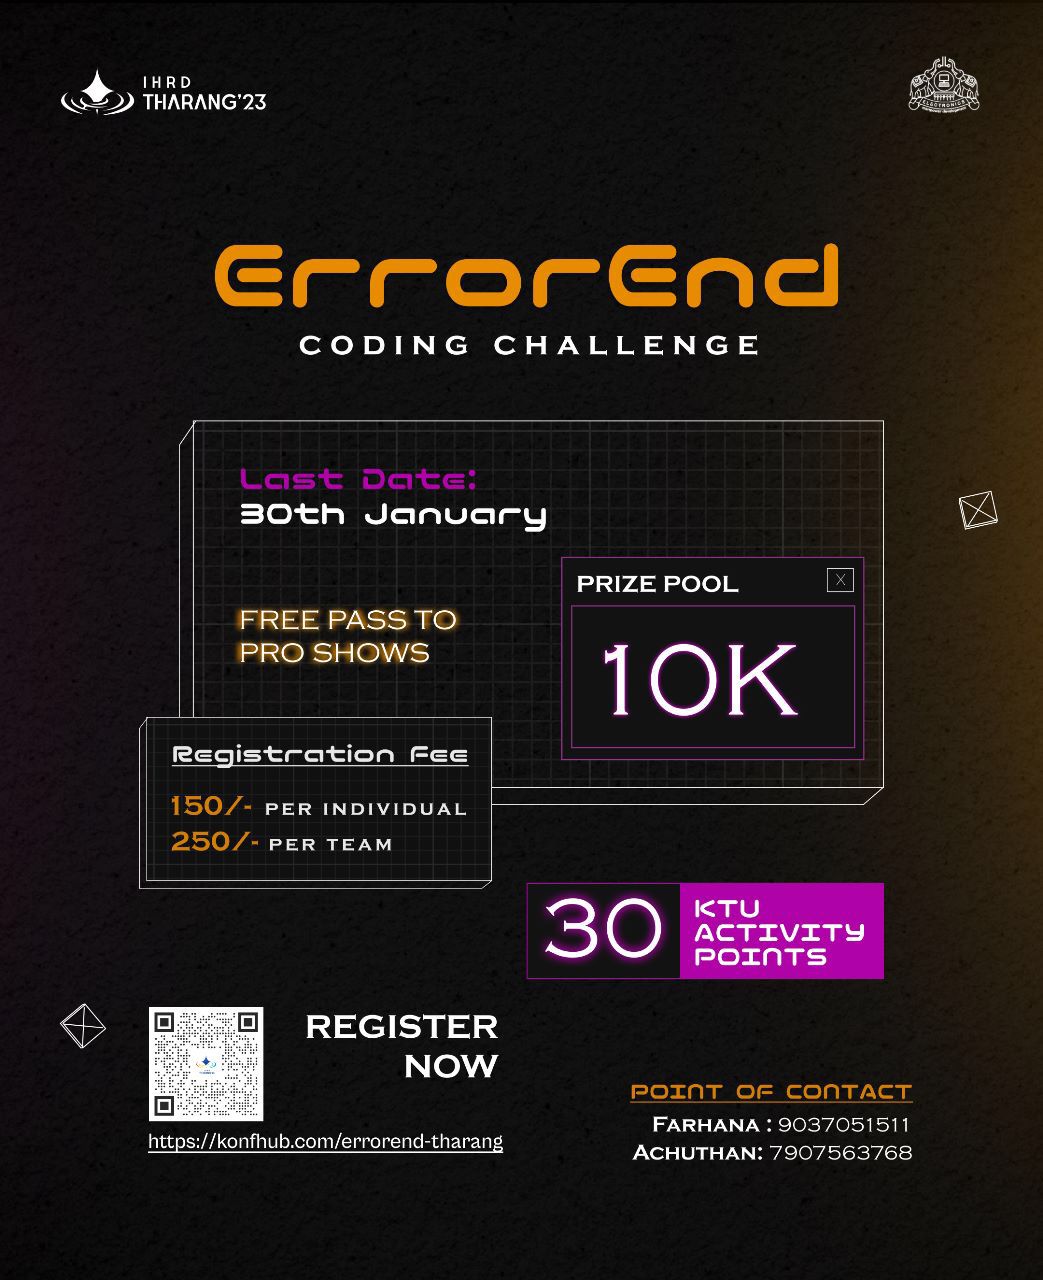 IHRD
THARANG'23
ELECTRONICS
ErrorEnd
CODING CHALLENGE
Last Date:
30th January
PRIZE POOL
X
10K
FREE PASS TO
PRO SHOWS
Registration Fee
150/- PER INDIVIDUAL
250/- PER TEAM
30
KTU
ACTIVITY
POINTS
REGISTER
NOW
https://konfhub.com/errorend-tharang
POINT OF CONTACT
FARHANA : 9037051511
ACHUTHAN: 7907563768